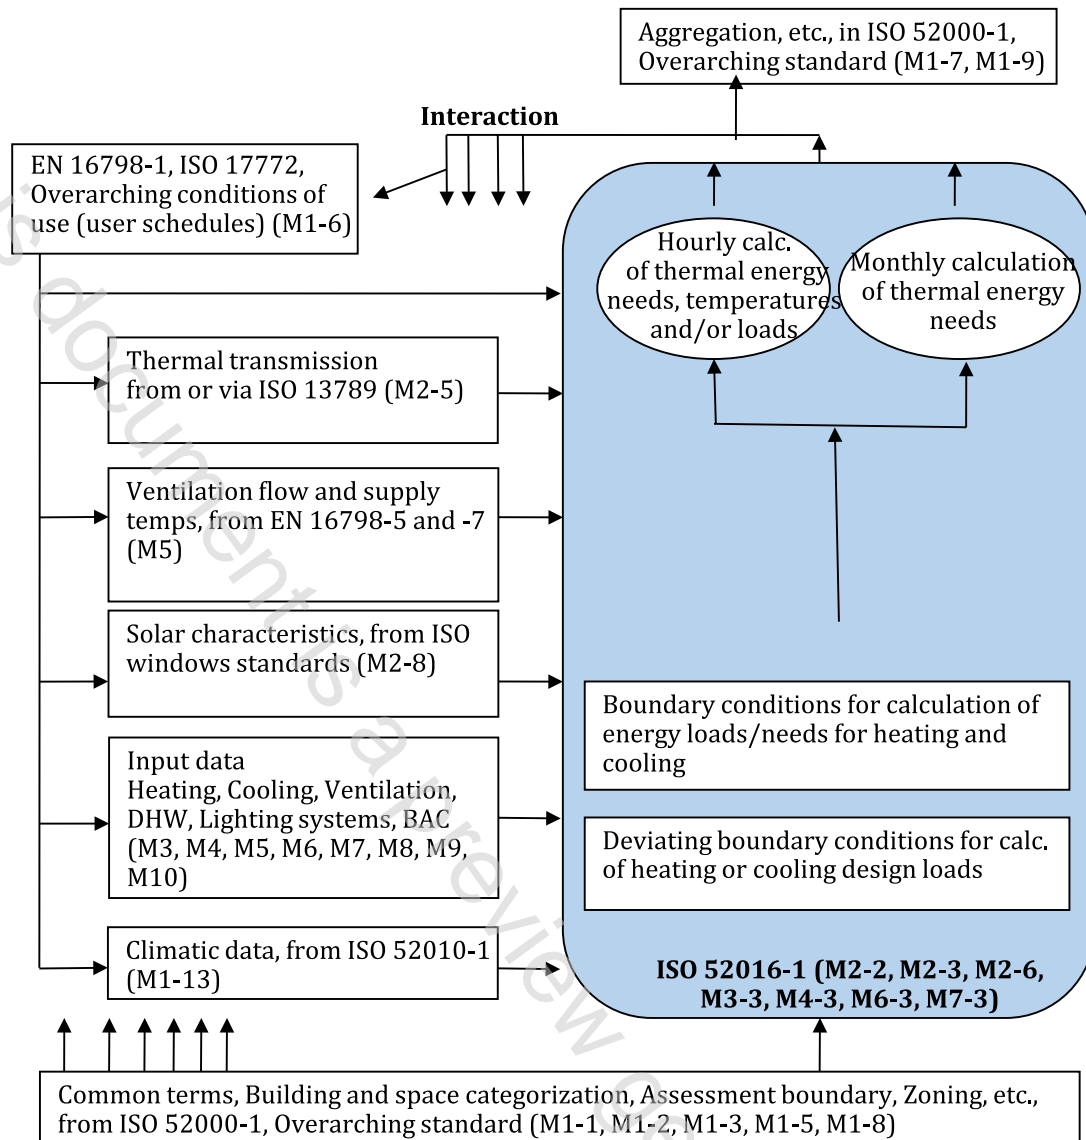 Aggregation, etc., in ISO 52000-1,
Overarching standard (M1-7, M1-9)
Interaction
EN 16798-1, ISO 17772,
Overarching conditions of
use (user schedules) (M1-6)
Hourly calc.
of thermal energy
needs, temperatures
and/or loads
Monthly calculation
of thermal energy
needs
Thermal transmission
from or via ISO 13789 (M2-5)
Ventilation flow and supply
temps, from EN 16798-5 and -7
(M5)
Solar characteristics, from ISO
windows standards (M2-8)
Boundary conditions for calculation of
energy loads/needs for heating and
cooling
Input data
Heating, Cooling, Ventilation,
DHW, Lighting systems, BAC
(M3, M4, M5, M6, M7, M8, M9,
M10)
Deviating boundary conditions for calc.
of heating or cooling design loads
Climatic data, from ISO 52010-1
(M1-13)
ISO 52016-1 (M2-2, M2-3, M2-6,
M3-3, M4-3, M6-3, M7-3)
Common terms, Building and space categorization, Assessment boundary, Zoning, etc.,
from ISO 52000-1, Overarching standard (M1-1, M1-2, M1-3, M1-5, M1-8)
is document is a preview